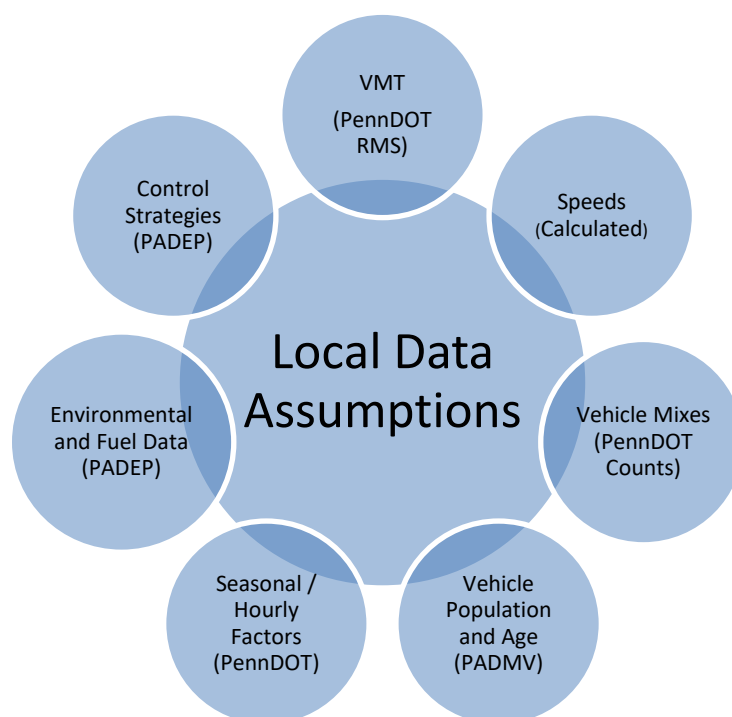 VMT
(PennDOT
RMS)
Speeds
(Calculated)
Vehicle Mixes
(PennDOT
Counts)
Vehicle
Population
and Age
(PADMV)
Seasonal /
Hourly
Factors
(PennDOT)
Environmental
and Fuel Data
(PADEP)
Control
Strategies
(PADEP)
Local Data
Assumptions